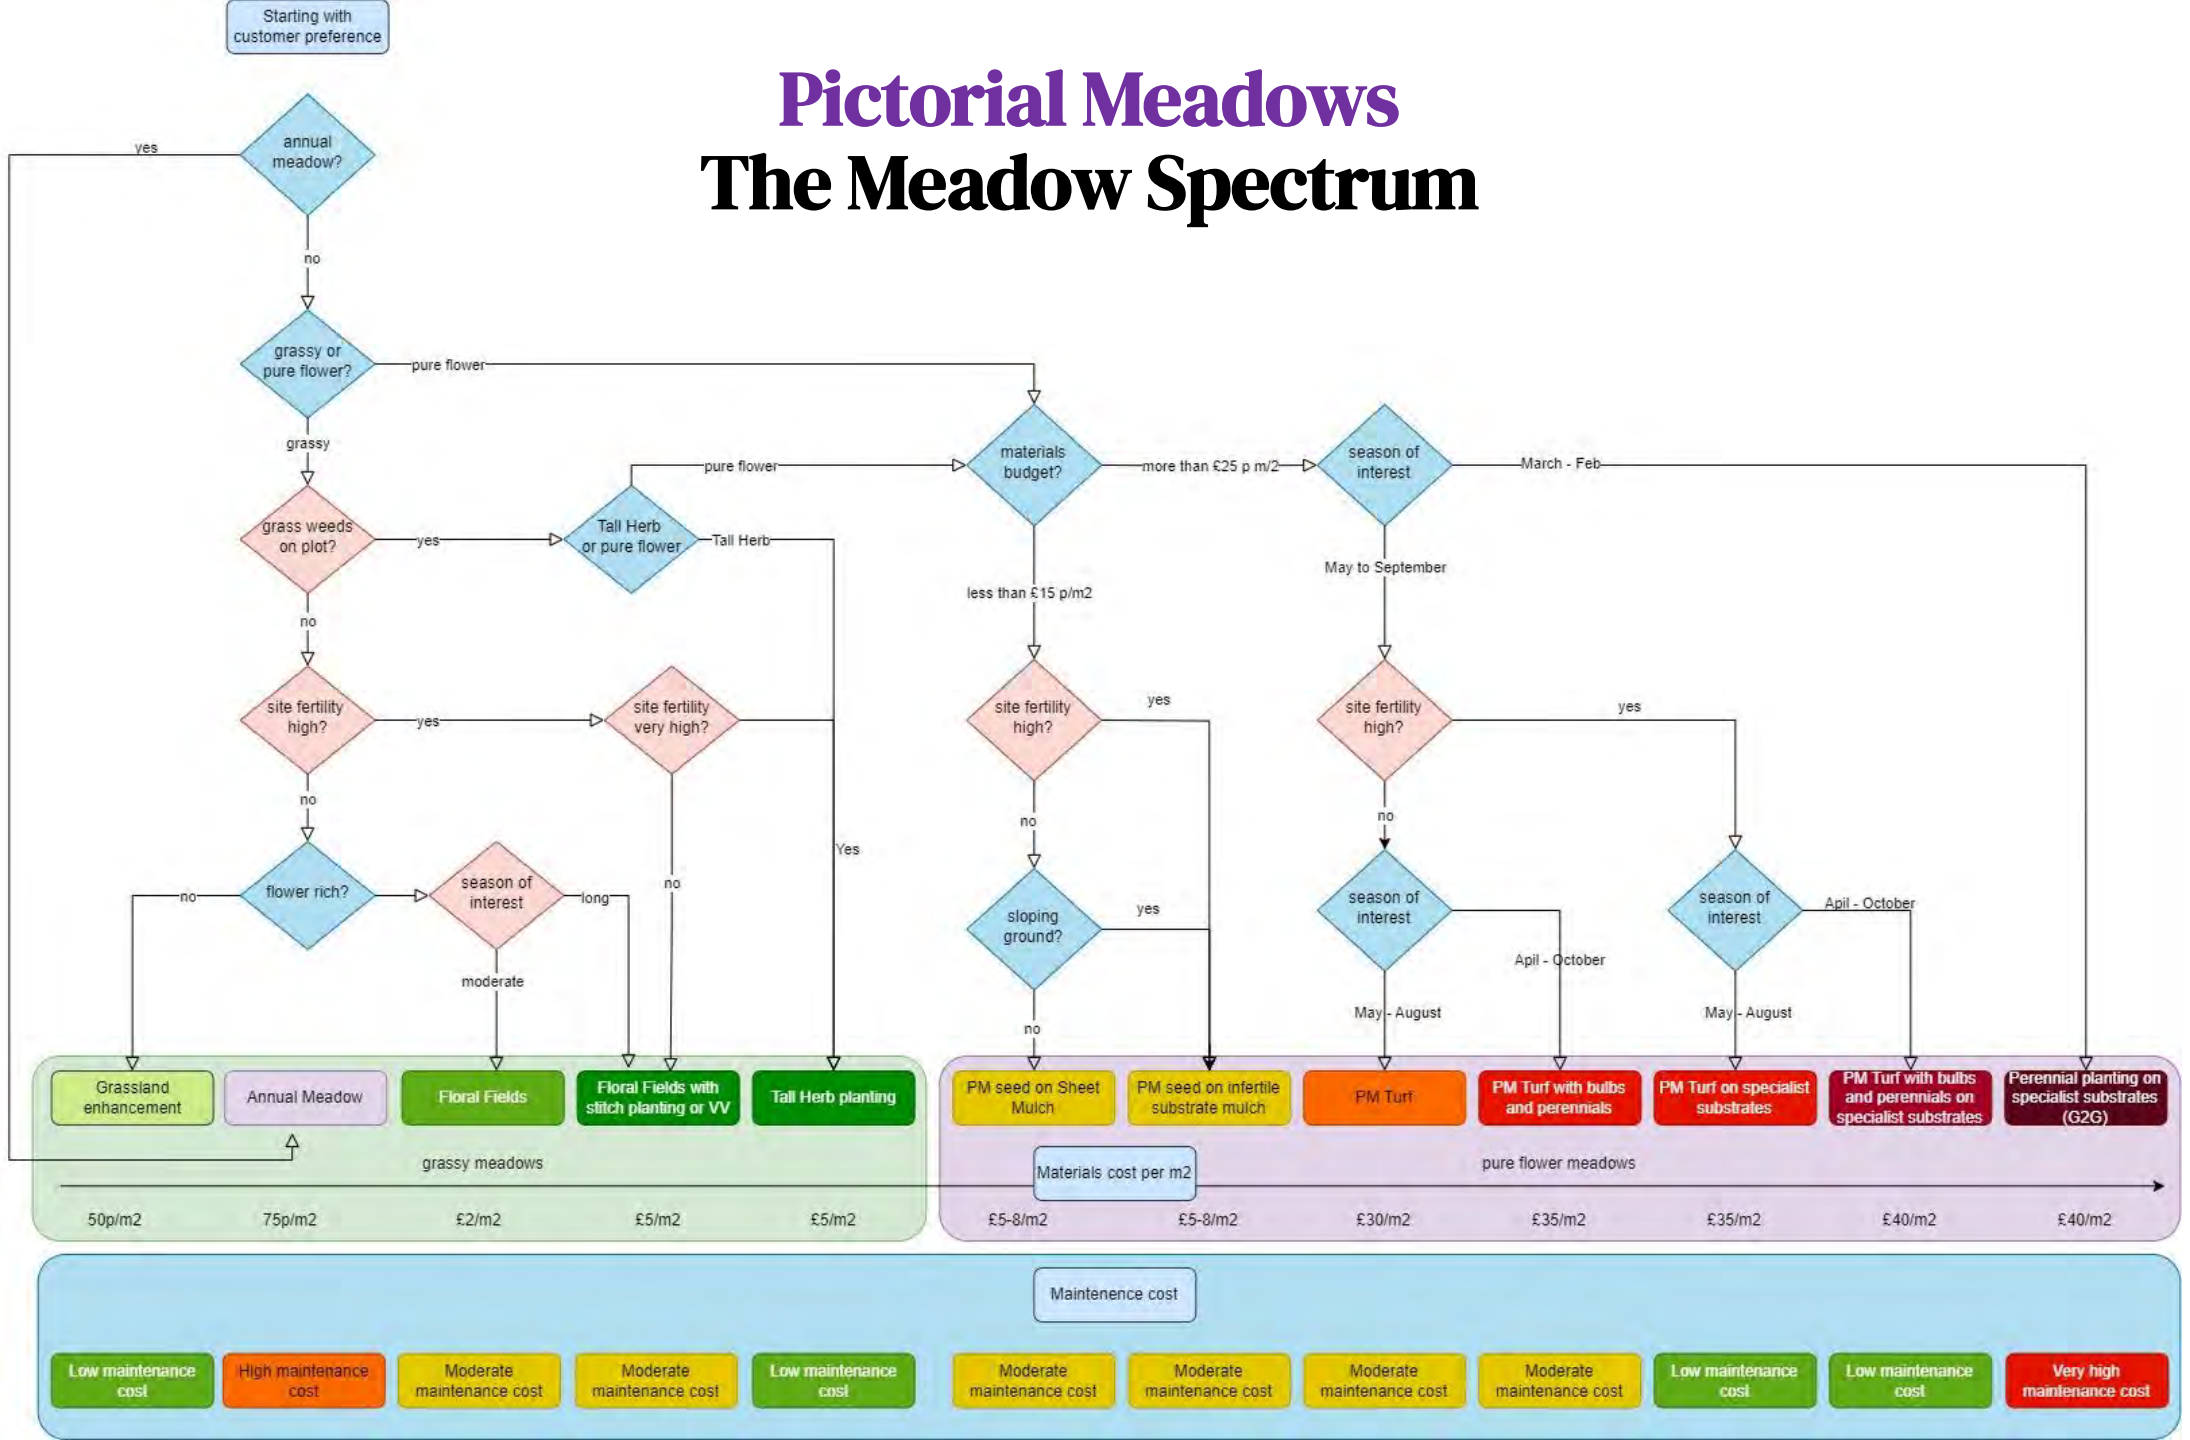 Starting with
customer preference
Pictorial Meadows
The Meadow Spectrum
annual
meadow?
yes
no
grassy or
pure flower?
pure flower
grassy
materials
budget?
more than £25 p m/2
season of
interest
March - Feb
pure flower
grass weeds
on plot?
yes
Tall Herb
or pure flower
Tall Herb
less than £15 p/m2
May to September
no
site fertility
high?
yes
site fertility
very high?
site fertility
high?
yes
site fertility
high?
yes
no
no
no
Yes
flower rich?
no
season of
interest
long
no
moderate
sloping
ground?
yes
no
season of
interest
Apil - October
May - August
season of
interest
Apil - October
May - August
Grassland
enhancement
Annual Meadow
Floral Fields
Floral Fields with
stitch planting or VV
Tall Herb planting
PM seed on Sheet
Mulch
PM seed on infertile
substrate mulch
PM Turf
PM Turf with bulbs
and perennials
PM Turf on specialist
substrates
PM Turf with bulbs
and perennials on
specialist substrates
Perennial planting on
specialist substrates
(G2G)
grassy meadows
Materials cost per m2
pure flower meadows
50p/m2
75p/m2
£2/m2
£5/m2
£5/m2
£5-8/m2
£5-8/m2
£30/m2
£35/m2
£35/m2
£40/m2
£40/m2
Maintenence cost
Low maintenance
cost
High maintenance
cost
Moderate
maintenance cost
Moderate
maintenance cost
Low maintenance
cost
Moderate
maintenance cost
Moderate
maintenance cost
Moderate
maintenance cost
Moderate
maintenance cost
Low maintenance
cost
Low maintenance
cost
Very high
maintenance cost